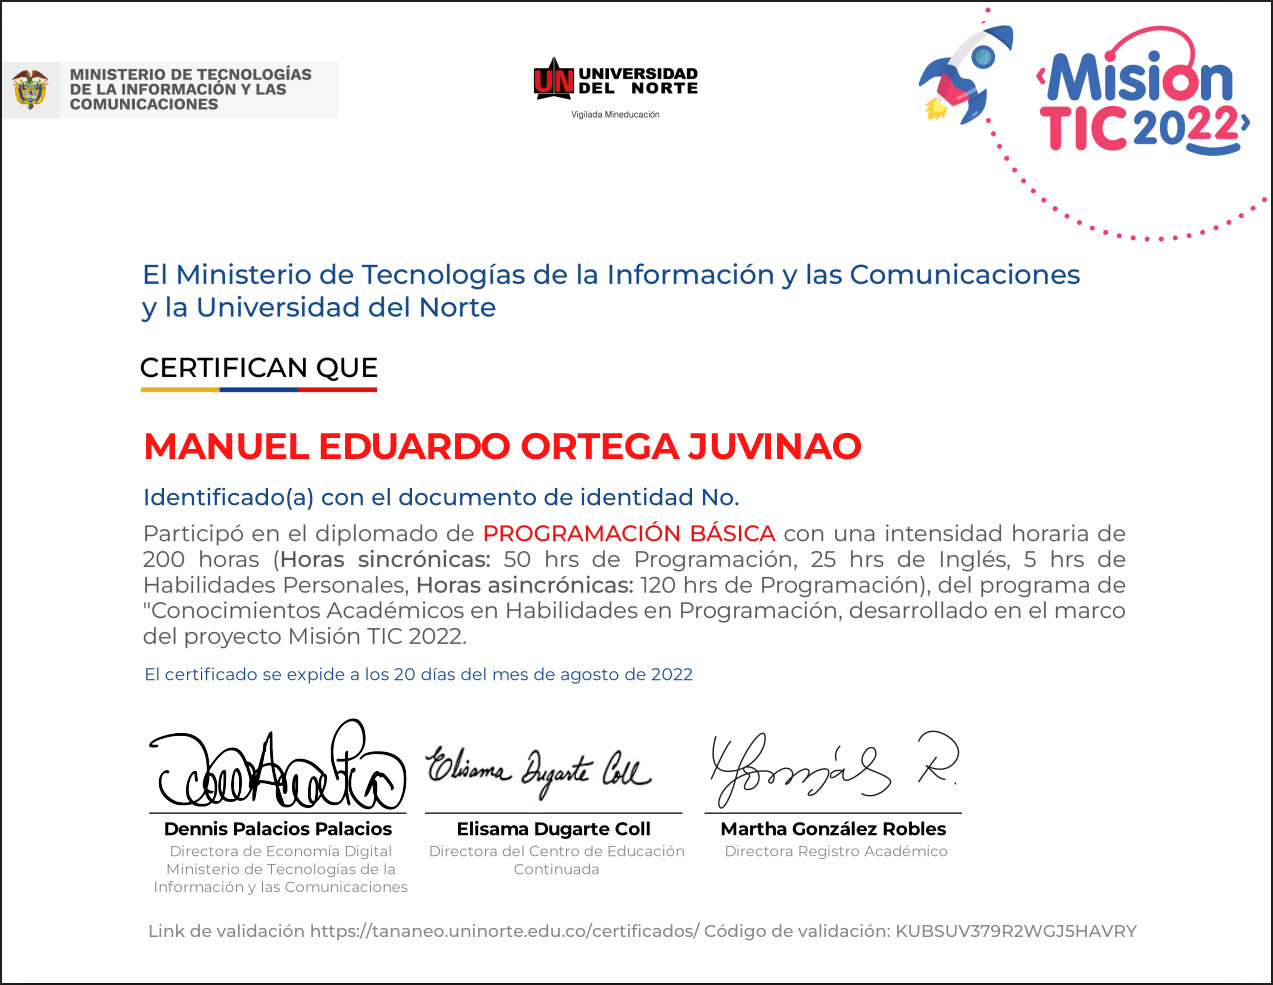 MINISTERIO DE TECNOLOGÍAS
DE LA INFORMACIÓN Y LAS
COMUNICACIONES
UN UNIVERSIDAD
DEL NORTE
Vigilada Mineducación
Misión
TIC 2022
El Ministerio de Tecnologías de la Información y las Comunicaciones
y la Universidad del Norte
CERTIFICAN QUE
MANUEL EDUARDO ORTEGA JUVINAO
Identificado(a) con el documento de identidad No.
Participó en el diplomado de PROGRAMACIÓN BÁSICA con una intensidad horaria de
200 horas (Horas sincrónicas: 50 hrs de Programación, 25 hrs de Inglés, 5 hrs de
Habilidades Personales, Horas asincrónicas: 120 hrs de Programación), del programa de
"Conocimientos Académicos en Habilidades en Programación, desarrollado en el marco
del proyecto Misión TIC 2022.
El certificado se expide a los 20 días del mes de agosto de 2022
Elisama Dugarte Coll
Dennis Palacios Palacios
Directora de Economía Digital
Ministerio de Tecnologías de la
Información y las Comunicaciones
Elisama Dugarte Coll
Directora del Centro de Educación
Continuada
Martha González Robles
Directora Registro Académico
Link de validación https://tananeo.uninorte.edu.co/certificados/ Código de validación: KUBSUV379R2WGJ5HAVRY